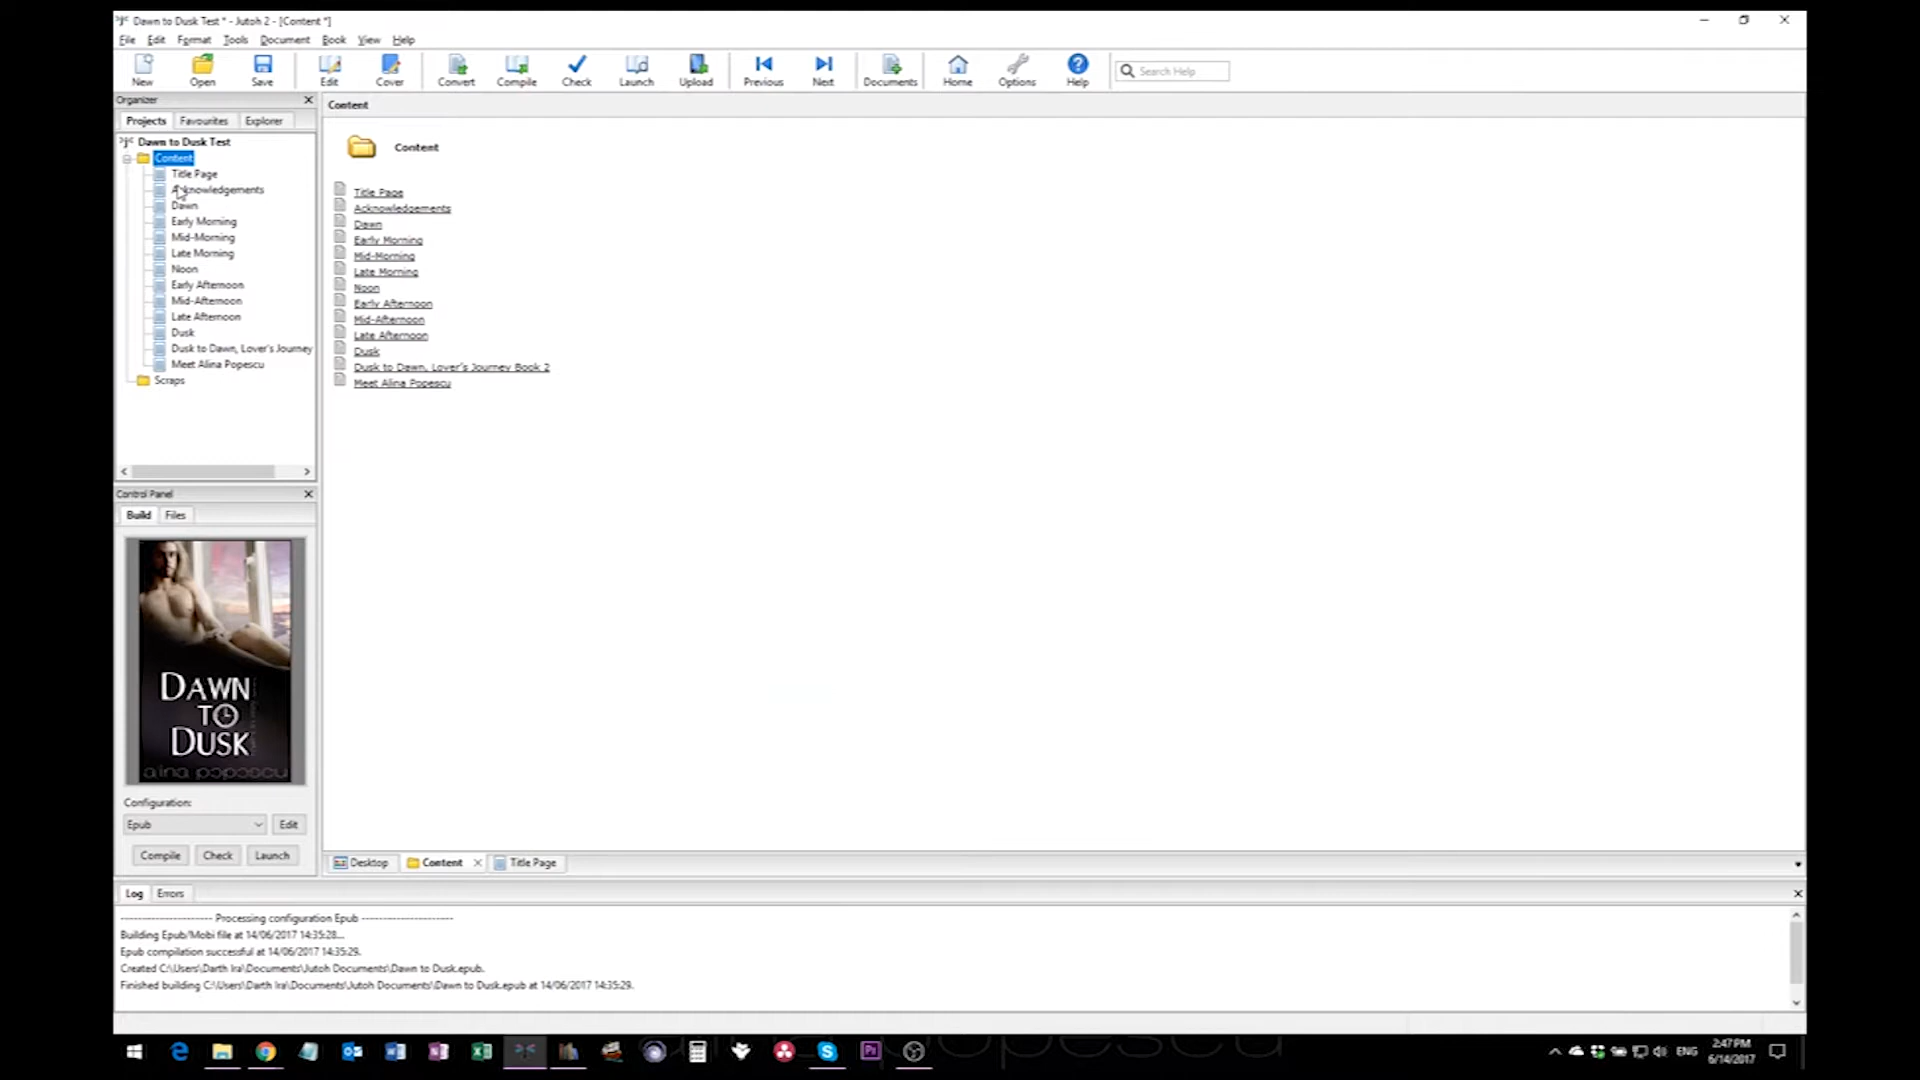 Dawn to Dusk Test * - Jutoh 2 - [Content *]
File Edit Format Tools Document Book View Help
New Open Save Edit Cover Convert Compile Check Launch Upload Previous Next Documents Home Options Help Search Help
Organizer
Content
Projects Favourites Explorer
Dawn to Dusk Test
Content
Title Page
Acknowledgements
Dawn
Early Morning
Mid-Morning
Late Morning
Noon
Early Afternoon
Mid-Afternoon
Late Afternoon
Dusk
Dusk to Dawn, Lover's Journey
Meet Alina Popescu
Scraps
Content
Title Page
Acknowledgements
Dawn
Early Morning
Mid-Morning
Late Morning
Noon
Early Afternoon
Mid-Afternoon
Late Afternoon
Dusk
Dusk to Dawn, Lover's Journey Book 2
Meet Alina Popescu
Control Panel
Build Files
DAWN
TO
DUSK
alina popescu
Configuration:
Epub Edit
Compile Check Launch
Desktop Content Title Page
Log Errors
---------------------- Processing configuration Epub ----------------------
Building Epub/Mobi file at 14/06/2017 14:35:28...
Epub compilation successful at 14/06/2017 14:35:29.
Created C:\Users\Darth Ira\Documents\Jutoh Documents\Dawn to Dusk.epub.
Finished building C:\Users\Darth Ira\Documents\Jutoh Documents\Dawn to Dusk.epub at 14/06/2017 14:35:29.
ENG
2:47 PM
6/14/2017